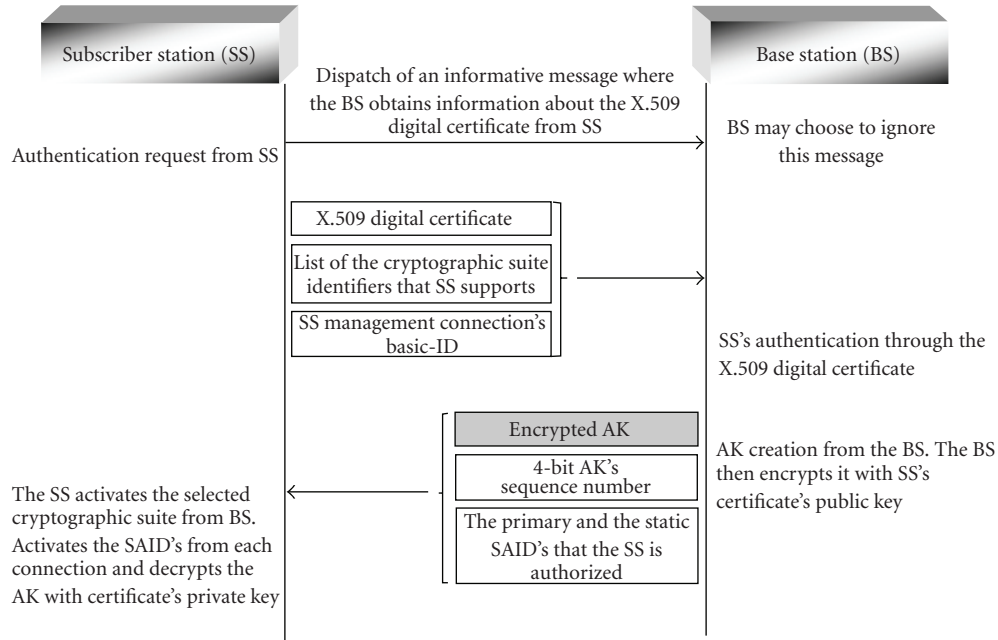 Subscriber station (SS)
Base station (BS)
Dispatch of an informative message where
the BS obtains information about the X.509
digital certificate from SS
Authentication request from SS
BS may choose to ignore
this message
X.509 digital certificate
List of the cryptographic suite
identifiers that SS supports
SS management connection's
basic-ID
SS's authentication through the
X.509 digital certificate
Encrypted AK
4-bit AK's
sequence number
The primary and the static
SAID's that the SS is
authorized
AK creation from the BS. The BS
then encrypts it with SS's
certificate's public key
The SS activates the selected
cryptographic suite from BS.
Activates the SAID's from each
connection and decrypts the
AK with certificate's private key